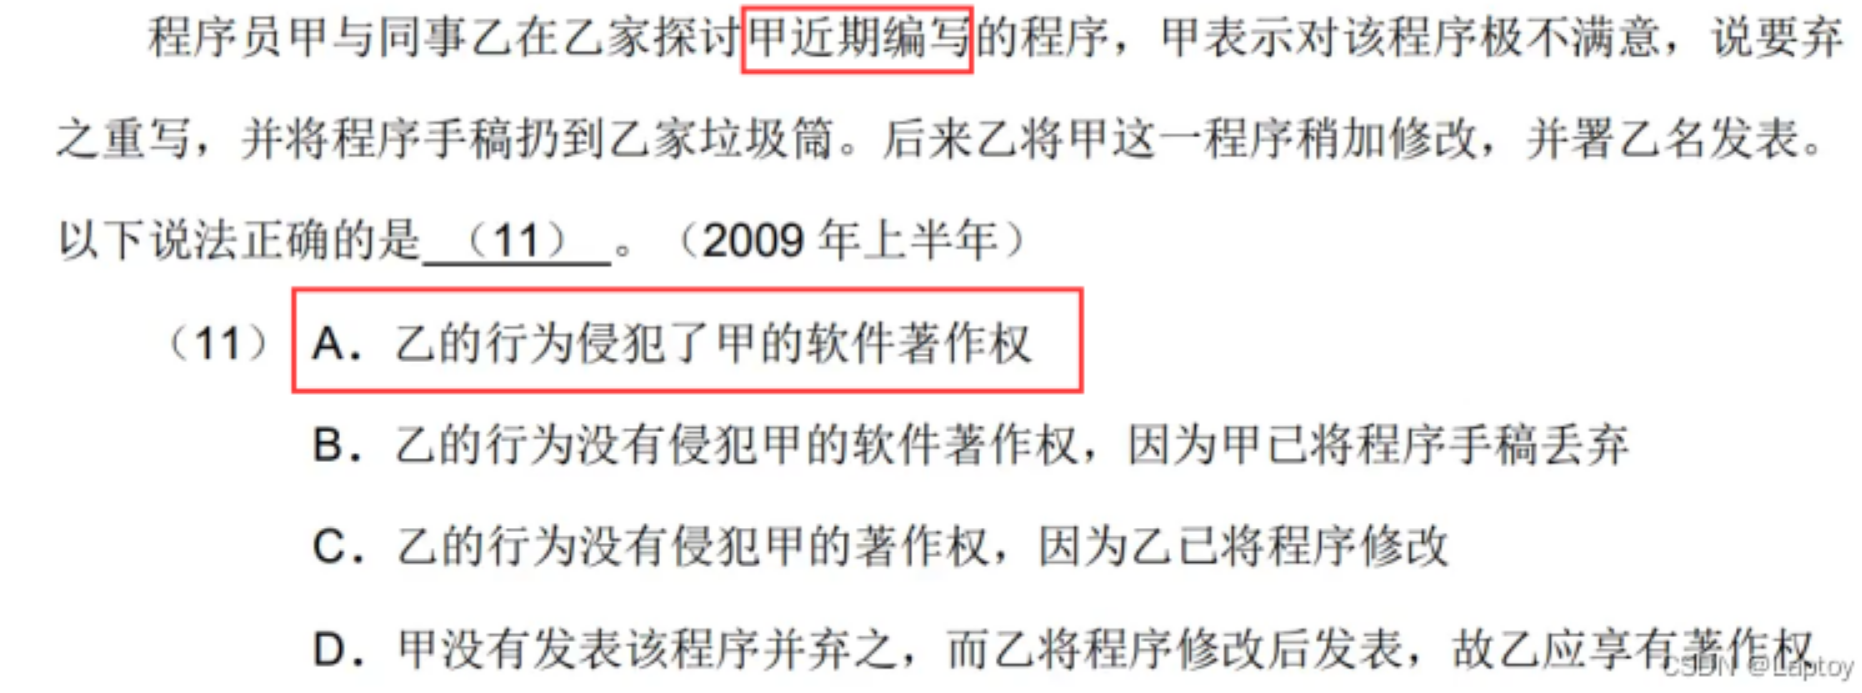 程序员甲与同事乙在乙家探讨甲近期编写的程序，甲表示对该程序极不满意，说要弃
之重写，并将程序手稿扔到乙家垃圾筒。后来乙将甲这一程序稍加修改，并署乙名发表。
以下说法正确的是（11）。（2009 年上半年）
（11）A．乙的行为侵犯了甲的软件著作权
B．乙的行为没有侵犯甲的软件著作权，因为甲已将程序手稿丢弃
C．乙的行为没有侵犯甲的著作权，因为乙已将程序修改
D．甲没有发表该程序并弃之，而乙将程序修改后发表，故乙应享有著作权
CSDN @Laptoy